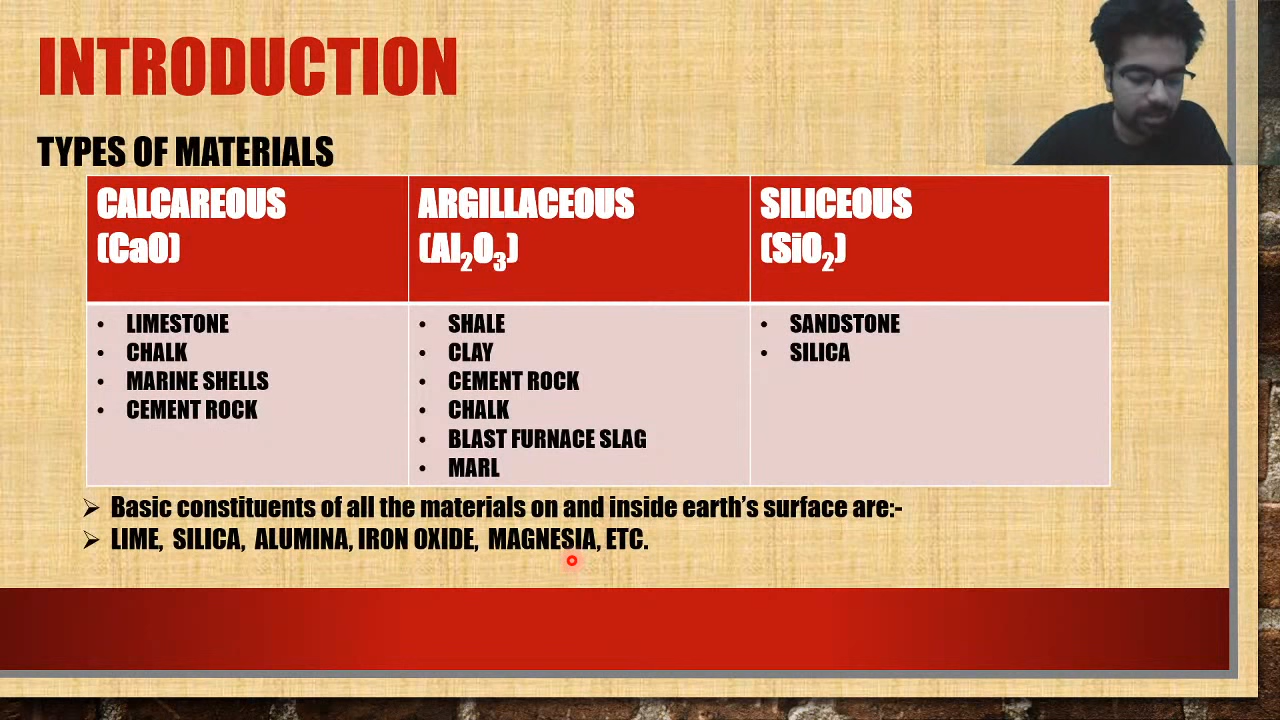 INTRODUCTION
TYPES OF MATERIALS
CALCAREOUS
(CaO)
ARGILLACEOUS
(Al₂O₃)
SILICEOUS
(SiO₂)
• LIMESTONE
• CHALK
• MARINE SHELLS
• CEMENT ROCK
• SHALE
• CLAY
• CEMENT ROCK
• CHALK
• BLAST FURNACE SLAG
• MARL
• SANDSTONE
• SILICA
➢ Basic constituents of all the materials on and inside earth's surface are:-
➢ LIME, SILICA, ALUMINA, IRON OXIDE, MAGNESIA, ETC.